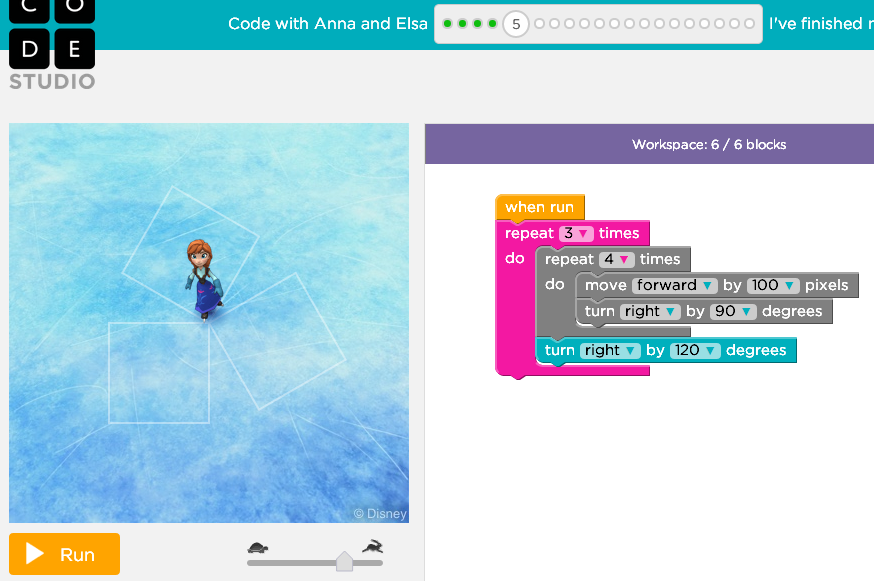 C O
D E
STUDIO
Code with Anna and Elsa
5
I've finished
Workspace: 6 / 6 blocks
when run
repeat 3 times
do
repeat 4 times
do
move forward by 100 pixels
turn right by 90 degrees
turn right by 120 degrees
© Disney
Run